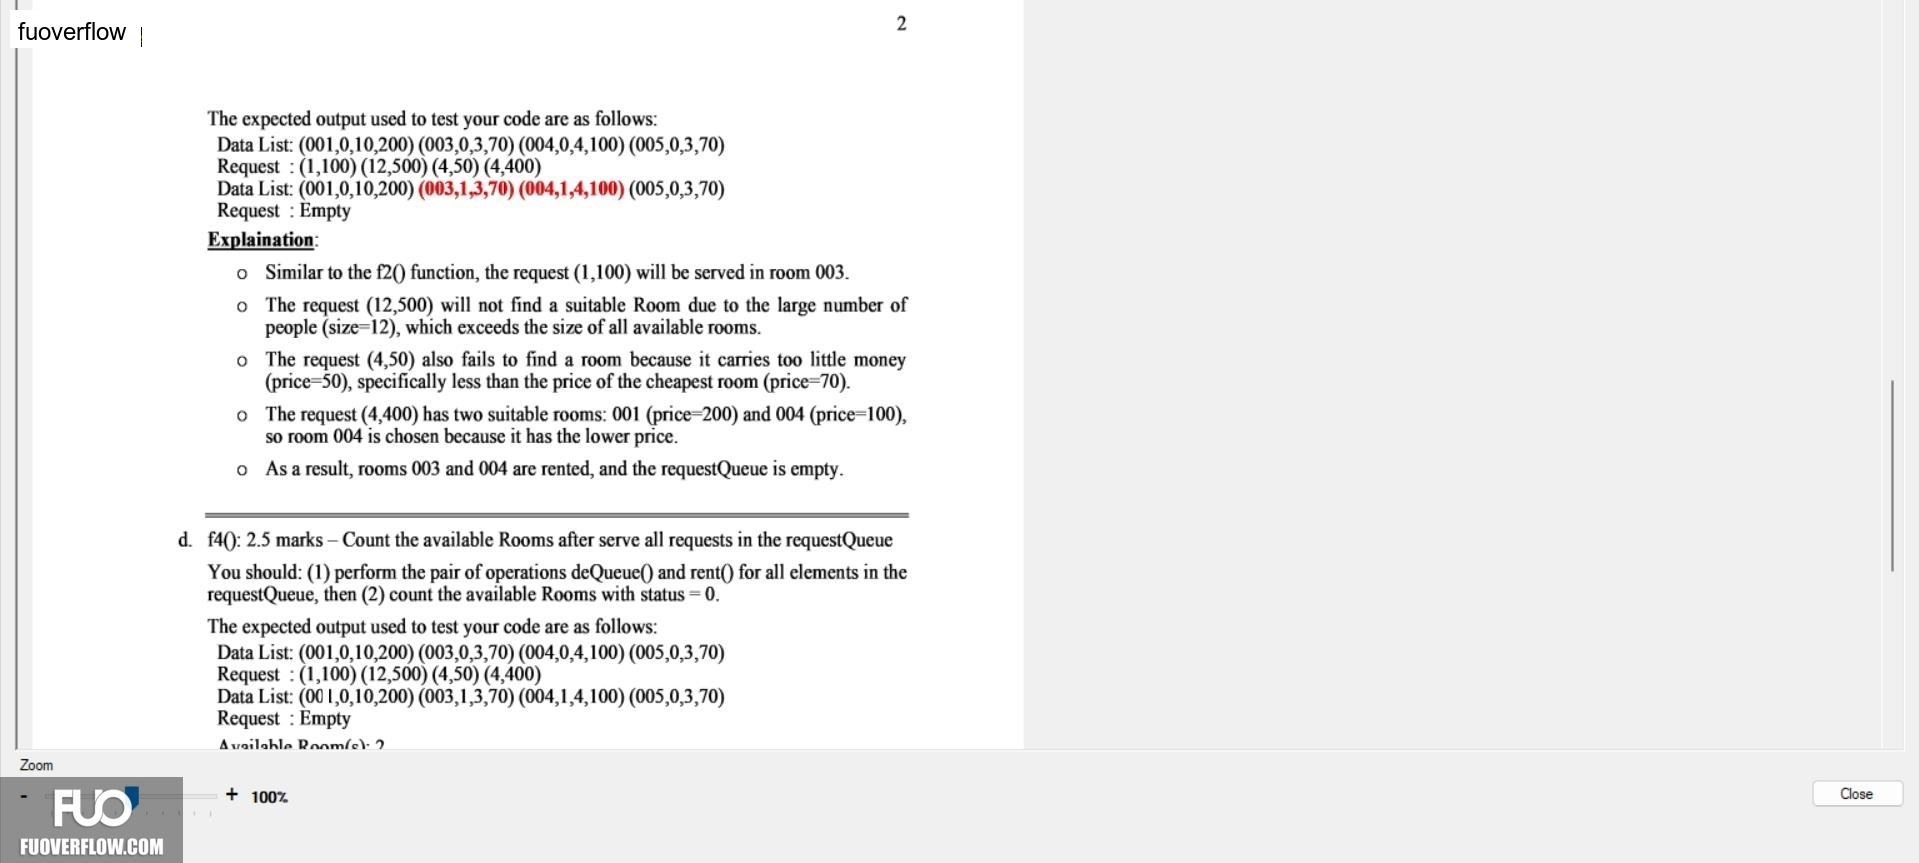 fuoverflow
2
The expected output used to test your code are as follows:
Data List: (001,0,10,200) (003,0,3,70) (004,0,4,100) (005,0,3,70)
Request : (1,100) (12,500) (4,50) (4,400)
Data List: (001,0,10,200) (003,1,3,70) (004,1,4,100) (005,0,3,70)
Request : Empty
Explaination:
o Similar to the f2() function, the request (1,100) will be served in room 003.
o The request (12,500) will not find a suitable Room due to the large number of
people (size=12), which exceeds the size of all available rooms.
o The request (4,50) also fails to find a room because it carries too little money
(price=50), specifically less than the price of the cheapest room (price=70).
o The request (4,400) has two suitable rooms: 001 (price=200) and 004 (price=100),
so room 004 is chosen because it has the lower price.
o As a result, rooms 003 and 004 are rented, and the requestQueue is empty.
d. f4(): 2.5 marks – Count the available Rooms after serve all requests in the requestQueue
You should: (1) perform the pair of operations deQueue() and rent() for all elements in the
requestQueue, then (2) count the available Rooms with status = 0.
The expected output used to test your code are as follows:
Data List: (001,0,10,200) (003,0,3,70) (004,0,4,100) (005,0,3,70)
Request : (1,100) (12,500) (4,50) (4,400)
Data List: (001,0,10,200) (003,1,3,70) (004,1,4,100) (005,0,3,70)
Request : Empty
Available Room(s): 2
Zoom
- + 100%
Close
FUO
FUOVERFLOW.COM